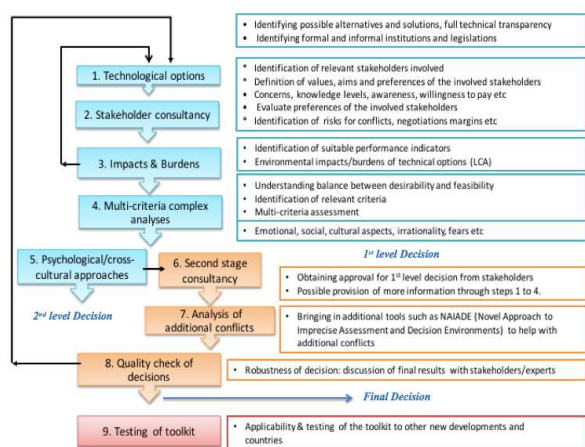 • Identifying possible alternatives and solutions, full technical transparency
• Identifying formal and informal institutions and legislations
1. Technological options
* Identification of relevant stakeholders involved
* Definition of values, aims and preferences of the involved stakeholders
• Concerns, knowledge levels, awareness, willingness to pay etc
• Evaluate preferences of the involved stakeholders
* Identification of risks for conflicts, negotiations margins etc
2. Stakeholder consultancy
3. Impacts & Burdens
• Identification of suitable performance indicators
• Environmental impacts/burdens of technical options (LCA)
4. Multi-criteria complex
analyses
• Understanding balance between desirability and feasibility
• Identification of relevant criteria
• Multi-criteria assessment
• Emotional, social, cultural aspects, irrationality, fears etc
5. Psychological/cross-
cultural approaches
1st level Decision
6. Second stage
consultancy
• Obtaining approval for 1st level decision from stakeholders
• Possible provision of more information through steps 1 to 4.
2nd level Decision
7. Analysis of
additional conflicts
• Bringing in additional tools such as NAIADE (Novel Approach to
Imprecise Assessment and Decision Environments) to help with
additional conflicts
8. Quality check of
decisions
• Robustness of decision: discussion of final results with stakeholders/experts
Final Decision
9. Testing of toolkit
• Applicability & testing of the toolkit to other new developments and
countries